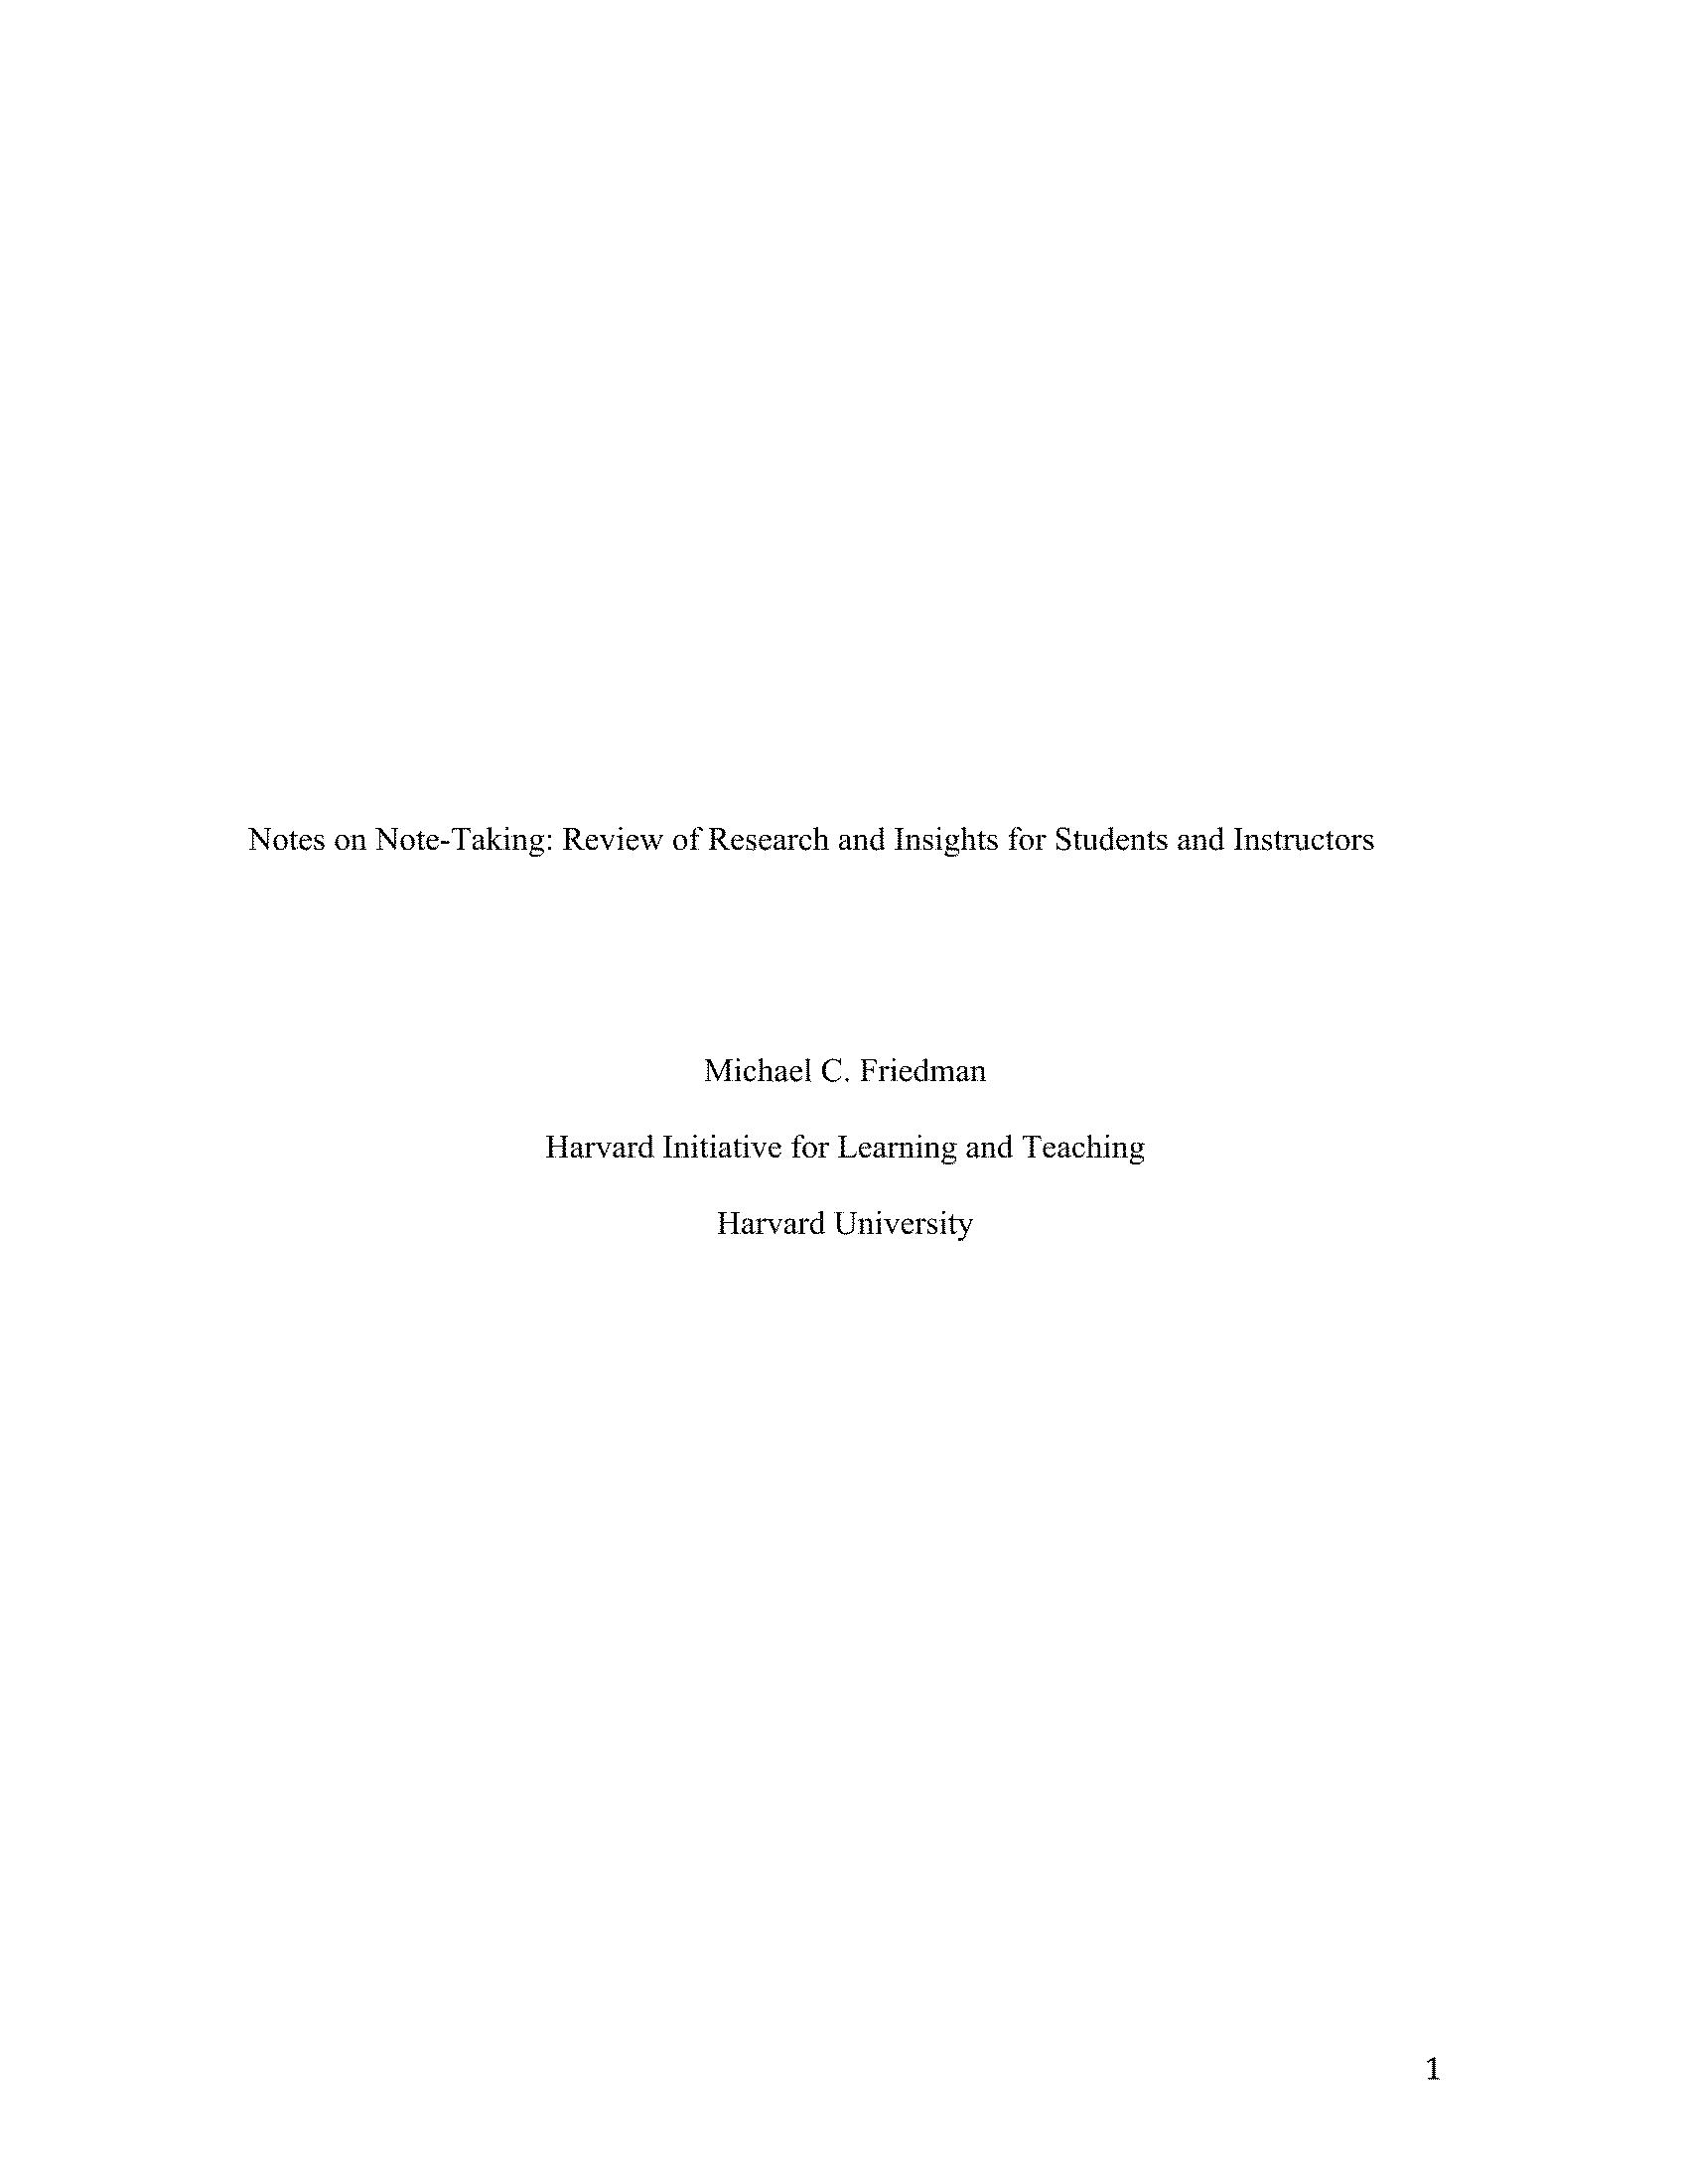 Notes on Note-Taking: Review of Research and Insights for Students and Instructors
Michael C. Friedman
Harvard Initiative for Learning and Teaching
Harvard University
1